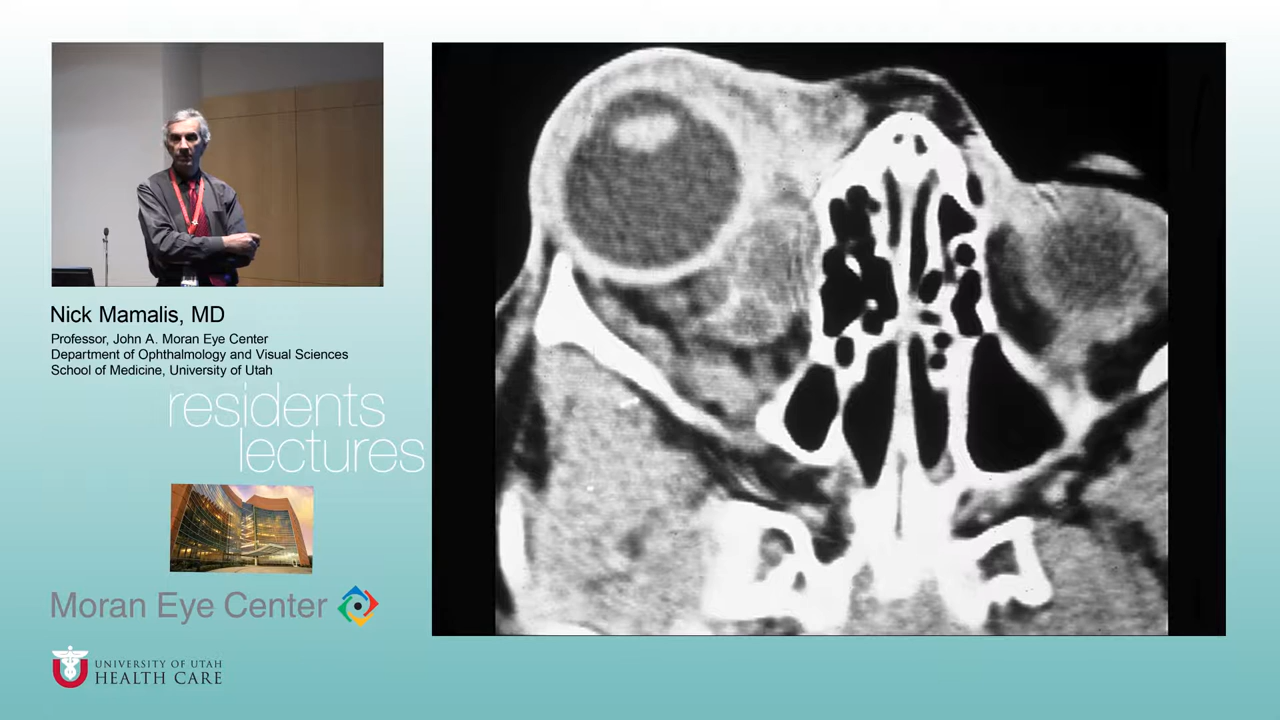 Nick Mamalis, MD
Professor, John A. Moran Eye Center
Department of Ophthalmology and Visual Sciences
School of Medicine, University of Utah
residents
lectures
Moran Eye Center
UNIVERSITY OF UTAH
HEALTH CARE